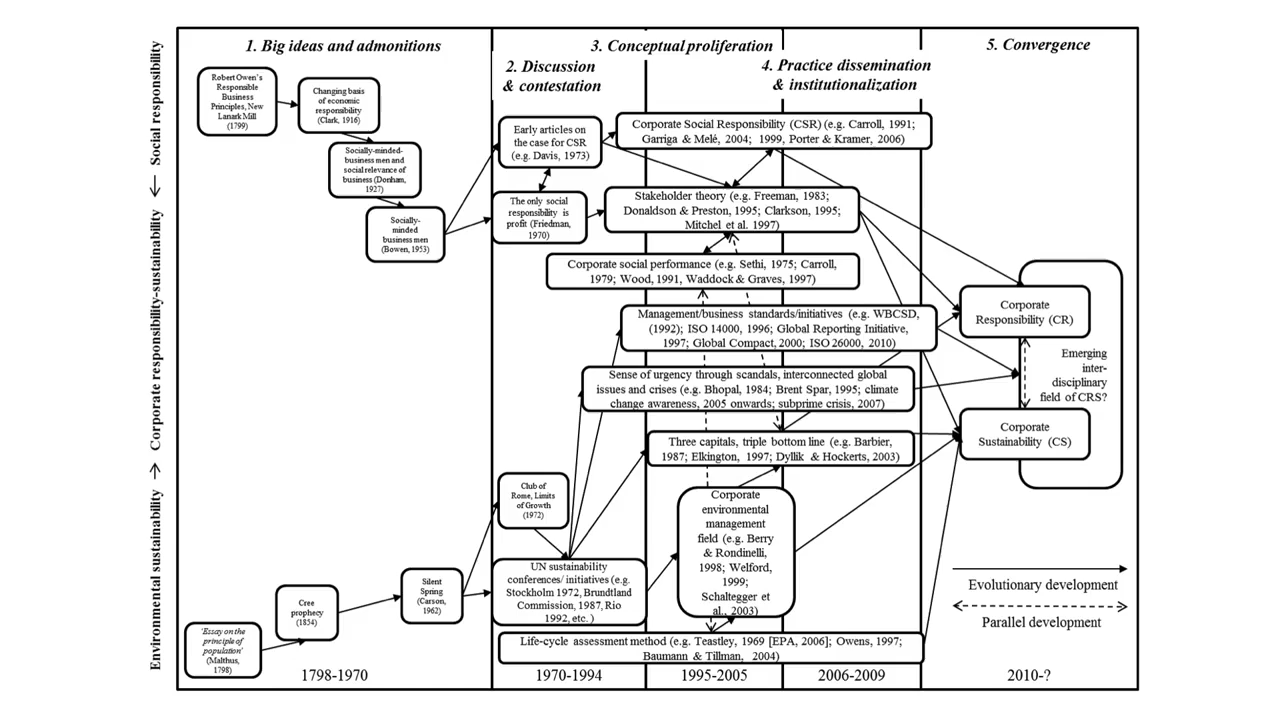 1. Big ideas and admonitions
3. Conceptual proliferation
5. Convergence
2. Discussion
& contestation
4. Practice dissemination
& institutionalization
Environmental sustainability ← Corporate responsibility-sustainability → Social responsibility
Robert Owen's
Responsible
Business
Principles, New
Lanark Mill
(1799)
Changing basis
of economic
responsibility
(Clark, 1916)
Socially-minded-
business men and
social relevance of
business (Donham,
1927)
Socially-
minded
business men
(Bowen, 1953)
Early articles on
the case for CSR
(e.g. Davis, 1973)
The only social
responsibility is
profit (Friedman,
1970)
Corporate Social Responsibility (CSR) (e.g. Carroll, 1991;
Garriga & Melé, 2004; 1999, Porter & Kramer, 2006)
Stakeholder theory (e.g. Freeman, 1983;
Donaldson & Preston, 1995; Clarkson, 1995;
Mitchel et al. 1997)
Corporate social performance (e.g. Sethi, 1975; Carroll,
1979; Wood, 1991, Waddock & Graves, 1997)
Management/business standards/initiatives (e.g. WBCSD,
(1992); ISO 14000, 1996; Global Reporting Initiative,
1997; Global Compact, 2000; ISO 26000, 2010)
Sense of urgency through scandals, interconnected global
issues and crises (e.g. Bhopal, 1984; Brent Spar, 1995; climate
change awareness, 2005 onwards; subprime crisis, 2007)
Three capitals, triple bottom line (e.g. Barbier,
1987; Elkington, 1997; Dyllik & Hockerts, 2003)
Club of
Rome, Limits
of Growth
(1972)
UN sustainability
conferences/ initiatives (e.g.
Stockholm 1972, Brundtland
Commission, 1987, Rio
1992, etc. )
Corporate
environmental
management
field (e.g. Berry
& Rondinelli,
1998; Welford,
1999;
Schaltegger et
al., 2003)
Silent
Spring
(Carson,
1962)
Cree
prophecy
(1854)
'Essay on the
principle of
population'
(Malthus,
1798)
Life-cycle assessment method (e.g. Teastley, 1969 [EPA, 2006]; Owens, 1997;
Baumann & Tillman, 2004)
Corporate
Responsibility (CR)
Emerging
inter-
disciplinary
field of CRS?
Corporate
Sustainability (CS)
Evolutionary development
Parallel development
1798-1970
1970-1994
1995-2005
2006-2009
2010-?